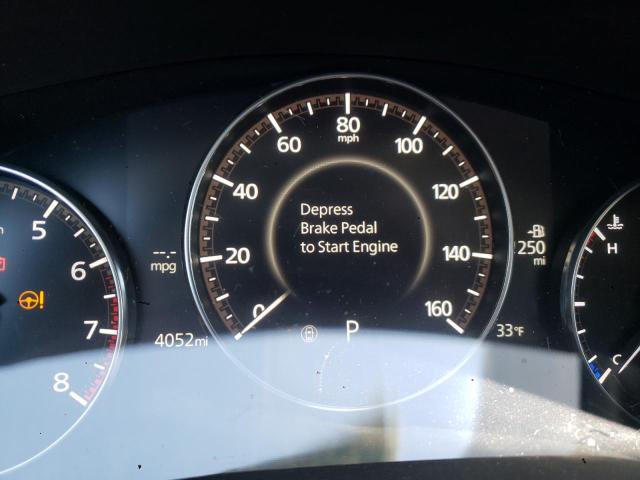 5
6
7
8
--.-
mpg
4052mi
0
20
40
60
80
mph
100
120
140
160
Depress
Brake Pedal
to Start Engine
P
250
mi
33°F
H
C